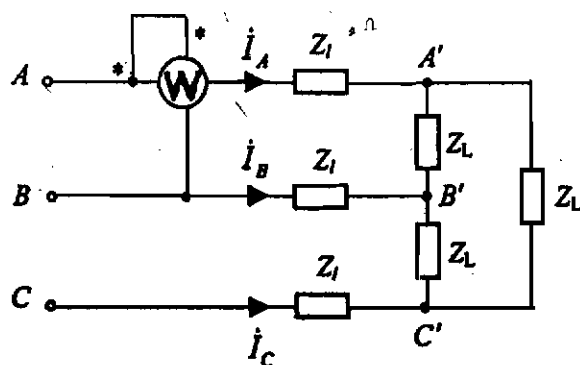 * *
A W İ_A Z_l Ω A'
Z_L
B İ_B Z_l B' Z_L
Z_L
C Z_l
İ_C C'